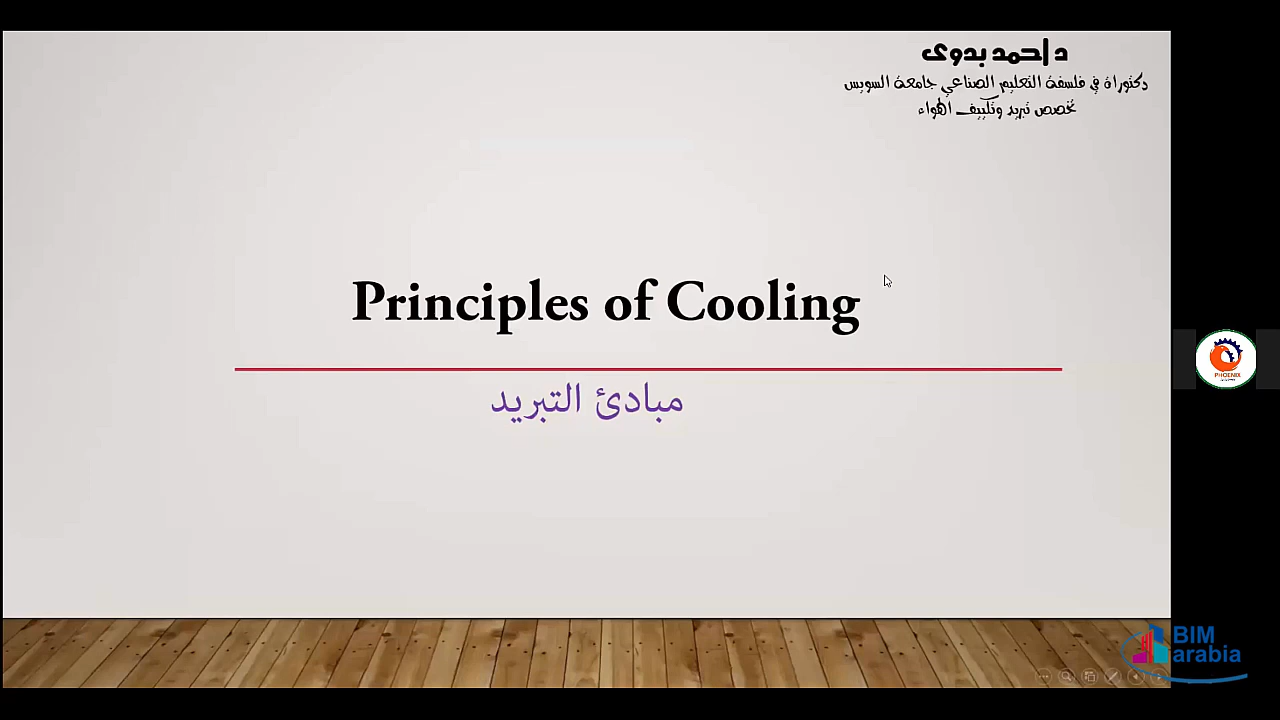 د احمد بدوى
دكتوراة في فلسفة التعليم الصناعي جامعة السويس
تخصص تبريد وتكييف الهواء
Principles of Cooling
مبادئ التبريد
PHOENIX
BIM
arabia